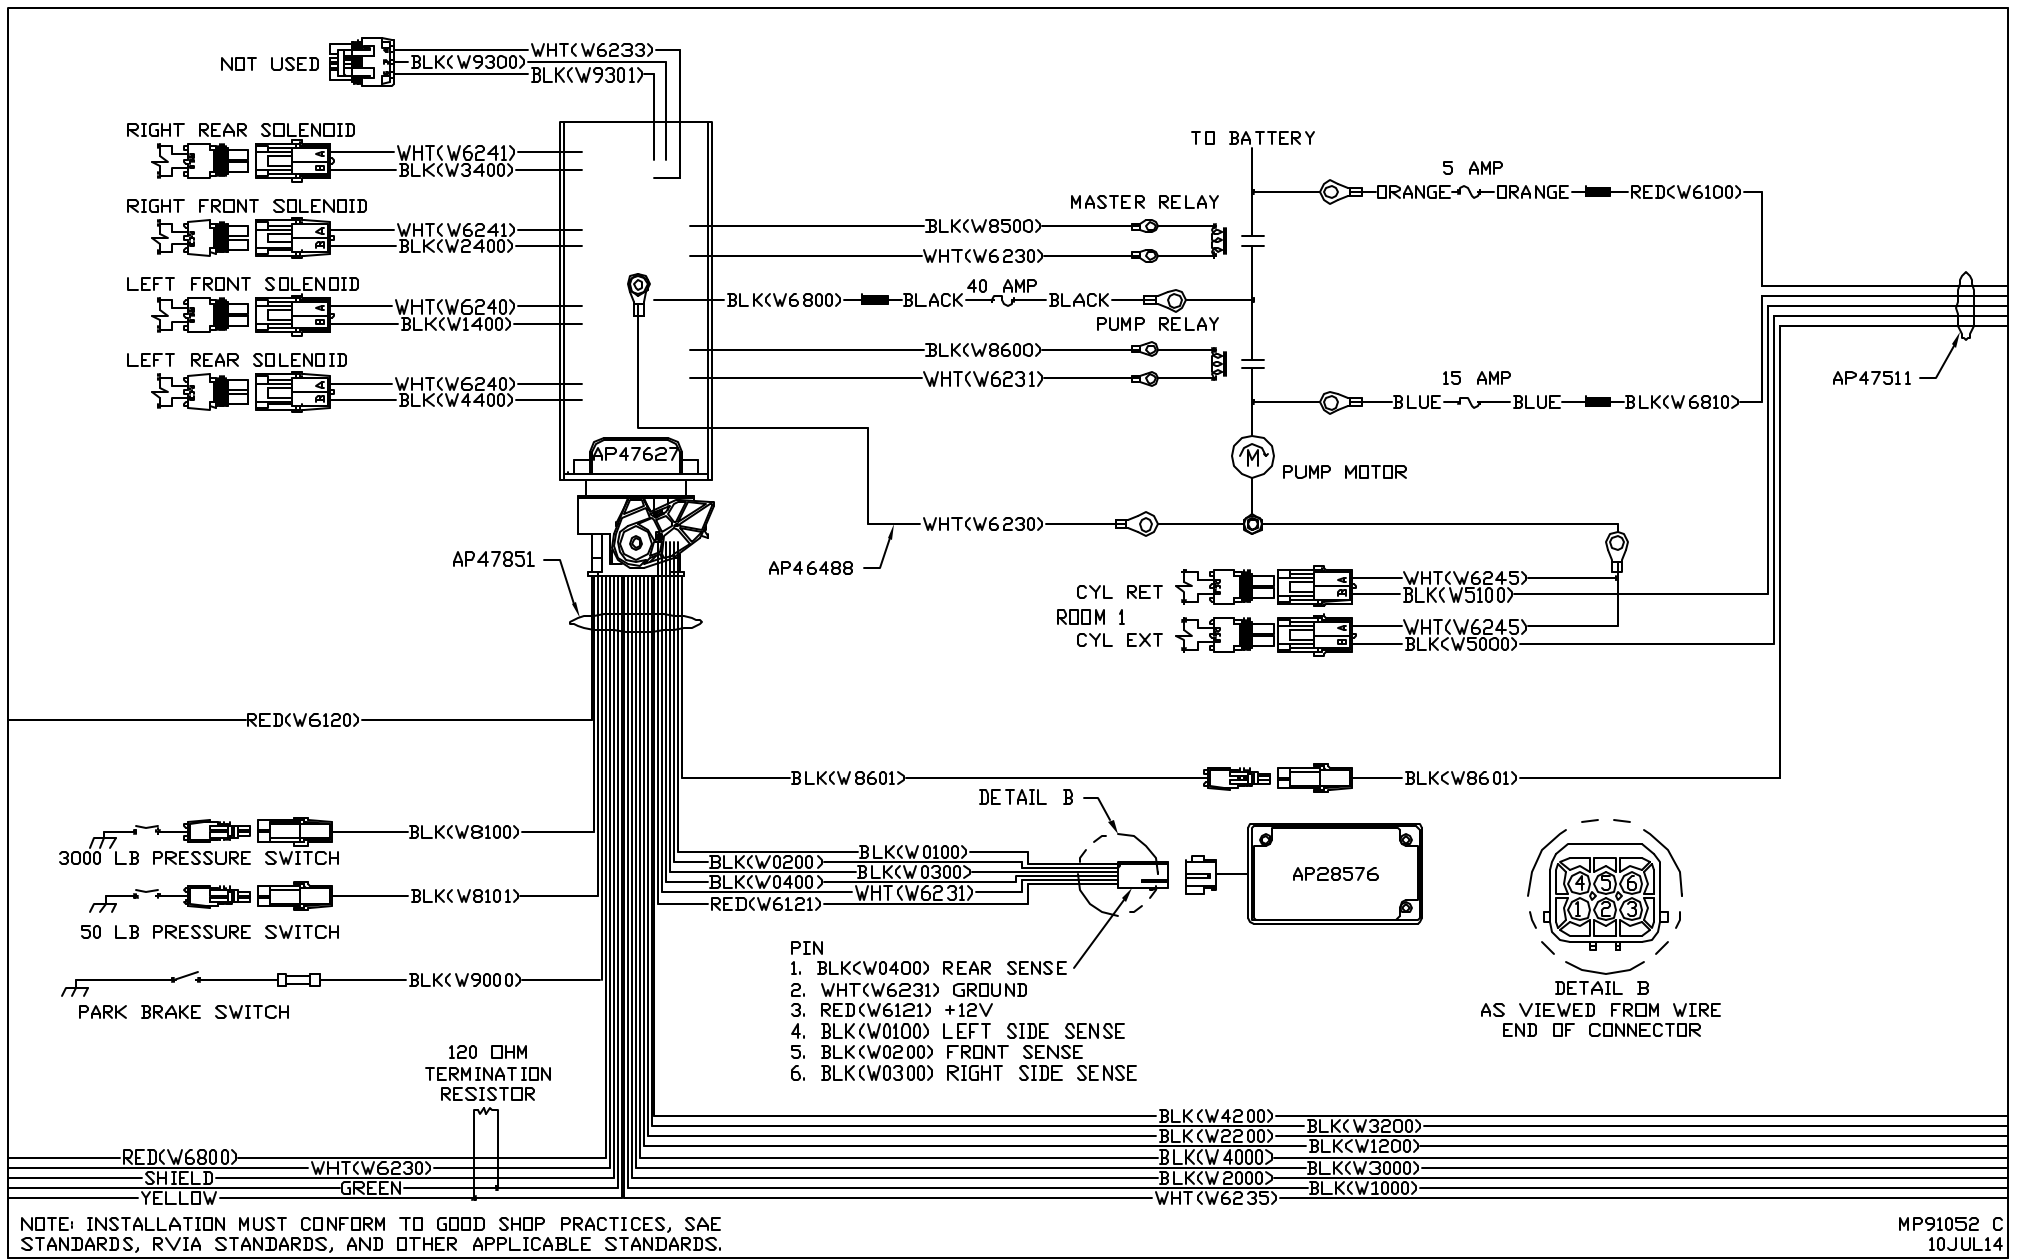 NOT USED
WHT(W6233)
BLK(W9300)
BLK(W9301)
RIGHT REAR SOLENOID
A
B
WHT(W6241)
BLK(W3400)
RIGHT FRONT SOLENOID
A
B
WHT(W6241)
BLK(W2400)
LEFT FRONT SOLENOID
A
B
WHT(W6240)
BLK(W1400)
LEFT REAR SOLENOID
A
B
WHT(W6240)
BLK(W4400)
AP47627
AP47851
TO BATTERY
5 AMP
ORANGE
ORANGE
RED(W6100)
MASTER RELAY
BLK(W8500)
WHT(W6230)
40 AMP
BLK(W6800)
BLACK
BLACK
PUMP RELAY
BLK(W8600)
WHT(W6231)
15 AMP
BLUE
BLUE
BLK(W6810)
AP47511
M
PUMP MOTOR
WHT(W6230)
AP46488
CYL RET
ROOM 1
CYL EXT
A
B
WHT(W6245)
BLK(W5100)
A
B
WHT(W6245)
BLK(W5000)
RED(W6120)
BLK(W8601)
BLK(W8601)
DETAIL B
BLK(W8100)
3000 LB PRESSURE SWITCH
BLK(W8101)
50 LB PRESSURE SWITCH
BLK(W9000)
PARK BRAKE SWITCH
BLK(W0100)
BLK(W0200)
BLK(W0300)
BLK(W0400)
WHT(W6231)
RED(W6121)
AP28576
4 5 6
1 2 3
DETAIL B
AS VIEWED FROM WIRE
END OF CONNECTOR
PIN
1. BLK(W0400) REAR SENSE
2. WHT(W6231) GROUND
3. RED(W6121) +12V
4. BLK(W0100) LEFT SIDE SENSE
5. BLK(W0200) FRONT SENSE
6. BLK(W0300) RIGHT SIDE SENSE
120 OHM
TERMINATION
RESISTOR
RED(W6800)
WHT(W6230)
SHIELD
GREEN
YELLOW
BLK(W4200)
BLK(W3200)
BLK(W2200)
BLK(W1200)
BLK(W4000)
BLK(W3000)
BLK(W2000)
BLK(W1000)
WHT(W6235)
NOTE: INSTALLATION MUST CONFORM TO GOOD SHOP PRACTICES, SAE
STANDARDS, RVIA STANDARDS, AND OTHER APPLICABLE STANDARDS.
MP91052 C
10JUL14